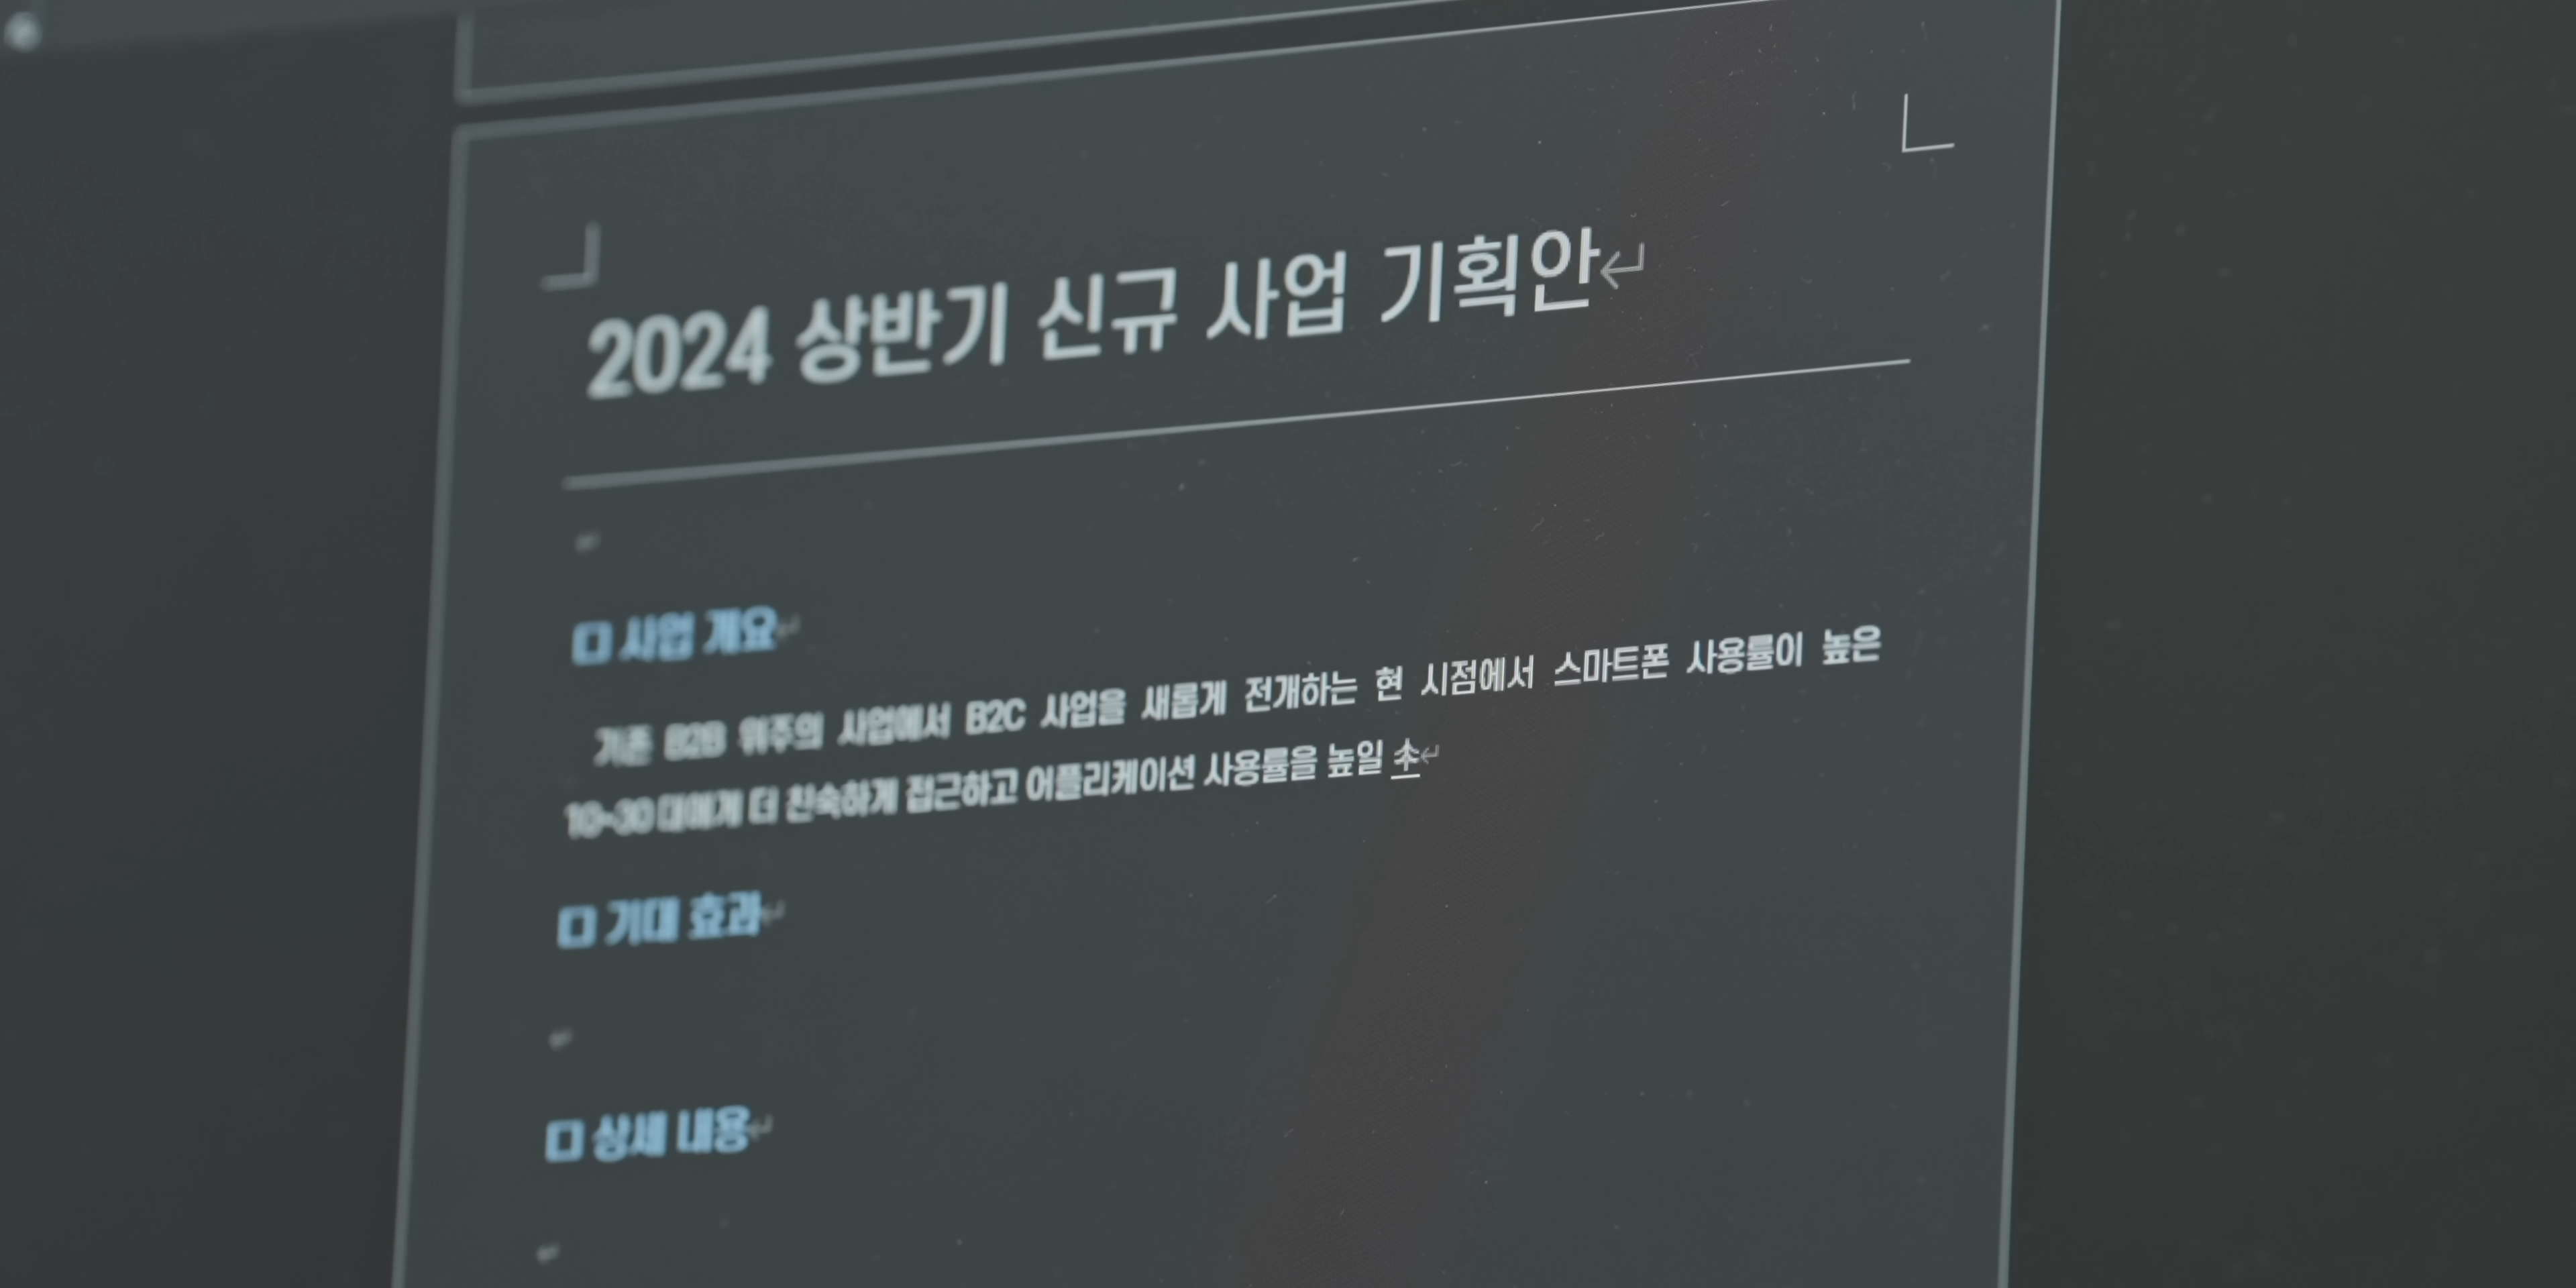 2024 상반기 신규 사업 기획안
□ 사업 개요
기존 B2B 위주의 사업에서 B2C 사업을 새롭게 전개하는 현 시점에서 스마트폰 사용률이 높은
10~30대에게 더 친숙하게 접근하고 어플리케이션 사용률을 높일 수
□ 기대 효과
□ 상세 내용